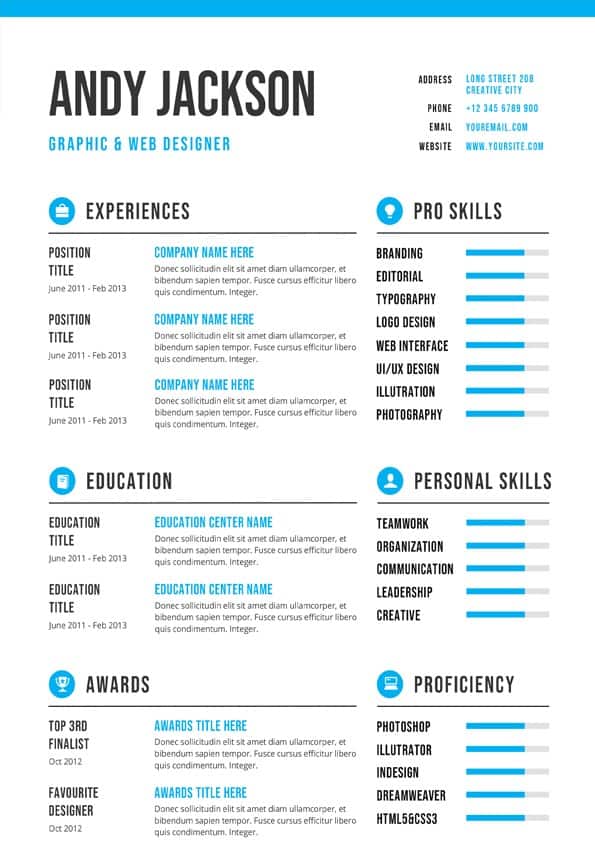 ANDY JACKSON
GRAPHIC & WEB DESIGNER
ADDRESS LONG STREET 208
CREATIVE CITY
PHONE +12 345 6789 900
EMAIL YOUREMAIL.COM
WEBSITE WWW.YOURSITE.COM
EXPERIENCES
POSITION
TITLE
June 2011 - Feb 2013
COMPANY NAME HERE
Donec sollicitudin elit sit amet diam ullamcorper, et
bibendum sapien tempor. Fusce cursus efficitur libero
quis condimentum. Integer.
POSITION
TITLE
June 2011 - Feb 2013
COMPANY NAME HERE
Donec sollicitudin elit sit amet diam ullamcorper, et
bibendum sapien tempor. Fusce cursus efficitur libero
quis condimentum. Integer.
POSITION
TITLE
June 2011 - Feb 2013
COMPANY NAME HERE
Donec sollicitudin elit sit amet diam ullamcorper, et
bibendum sapien tempor. Fusce cursus efficitur libero
quis condimentum. Integer.
PRO SKILLS
BRANDING
EDITORIAL
TYPOGRAPHY
LOGO DESIGN
WEB INTERFACE
UI/UX DESIGN
ILLUTRATION
PHOTOGRAPHY
EDUCATION
EDUCATION
TITLE
June 2011 - Feb 2013
EDUCATION CENTER NAME
Donec sollicitudin elit sit amet diam ullamcorper, et
bibendum sapien tempor. Fusce cursus efficitur libero
quis condimentum. Integer.
EDUCATION
TITLE
June 2011 - Feb 2013
EDUCATION CENTER NAME
Donec sollicitudin elit sit amet diam ullamcorper, et
bibendum sapien tempor. Fusce cursus efficitur libero
quis condimentum. Integer.
PERSONAL SKILLS
TEAMWORK
ORGANIZATION
COMMUNICATION
LEADERSHIP
CREATIVE
AWARDS
TOP 3RD
FINALIST
Oct 2012
AWARDS TITLE HERE
Donec sollicitudin elit sit amet diam ullamcorper, et
bibendum sapien tempor. Fusce cursus efficitur libero
quis condimentum. Integer.
FAVOURITE
DESIGNER
Oct 2012
AWARDS TITLE HERE
Donec sollicitudin elit sit amet diam ullamcorper, et
bibendum sapien tempor. Fusce cursus efficitur libero
quis condimentum. Integer.
PROFICIENCY
PHOTOSHOP
ILLUTRATOR
INDESIGN
DREAMWEAVER
HTML5&CSS3